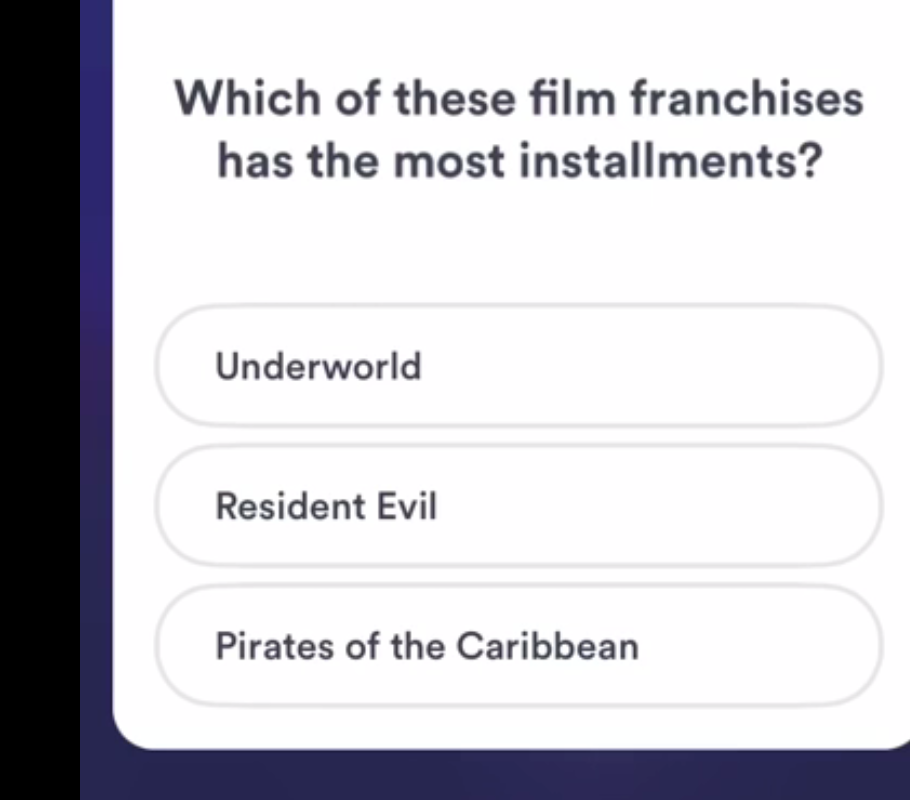 Which of these film franchises
has the most installments?
Underworld
Resident Evil
Pirates of the Caribbean